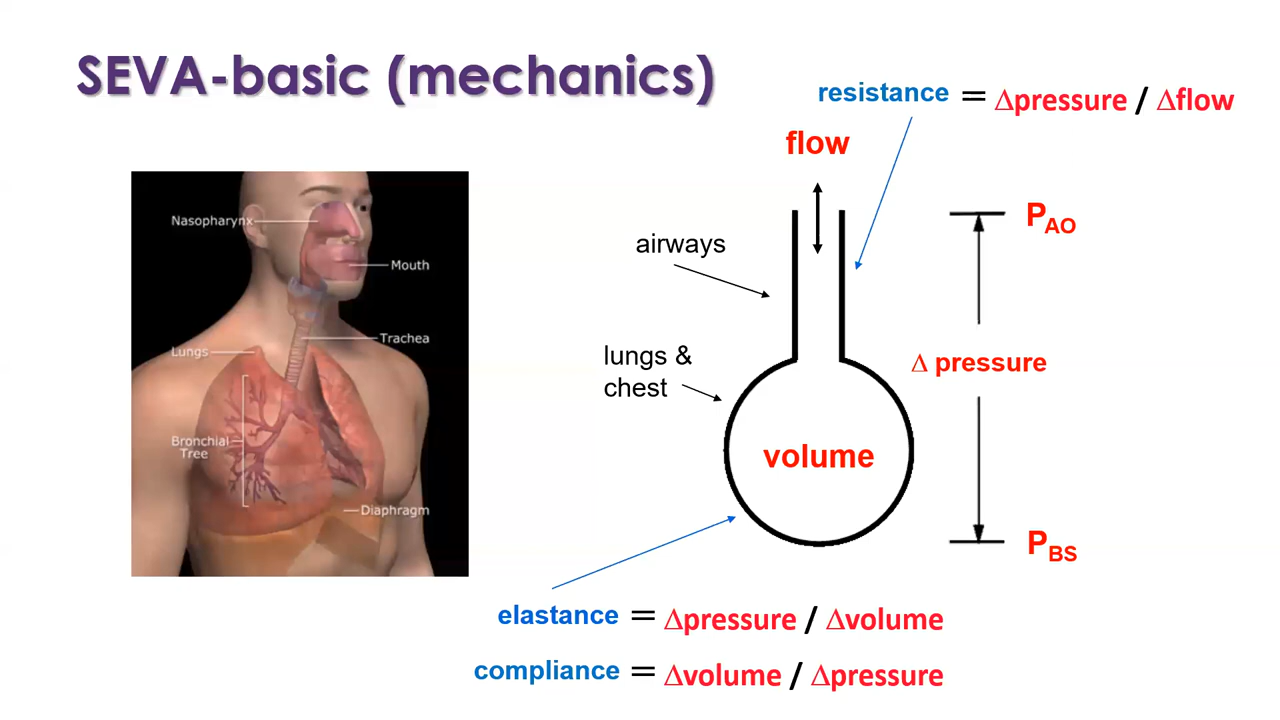 SEVA-basic (mechanics)
resistance = Δpressure / Δflow
flow
Nasopharynx
Mouth
Trachea
Lungs
Bronchial
Tree
Diaphragm
airways
lungs &
chest
volume
PAO
Δ pressure
PBS
elastance = Δpressure / Δvolume
compliance = Δvolume / Δpressure